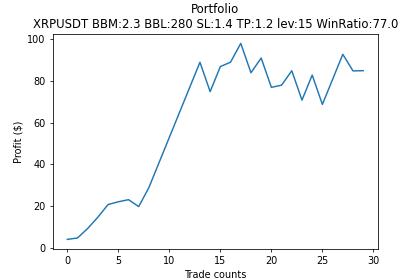 Portfolio
XRPUSDT BBM:2.3 BBL:280 SL:1.4 TP:1.2 lev:15 WinRatio:77.0
100
80
60
40
20
0
Profit ($)
0 5 10 15 20 25 30
Trade counts